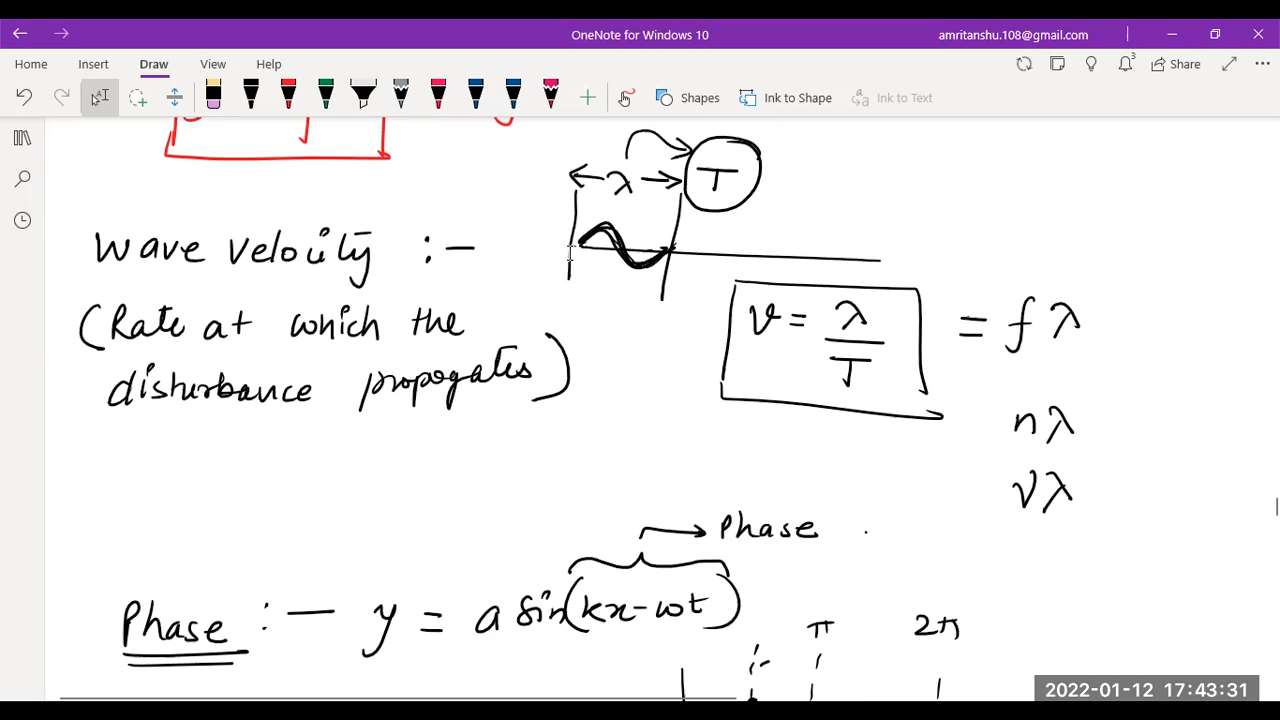 OneNote for Windows 10
amritanshu.108@gmail.com
Home Insert Draw View Help
Share
Shapes
Ink to Shape
Ink to Text
λ T
Wave velocity :-
(Rate at which the
disturbance propogates)
v = λ/T = fλ
nλ
νλ
Phase
Phase :- y = a sin(kx-ωt)
π 2π
2022-01-12 17:43:31